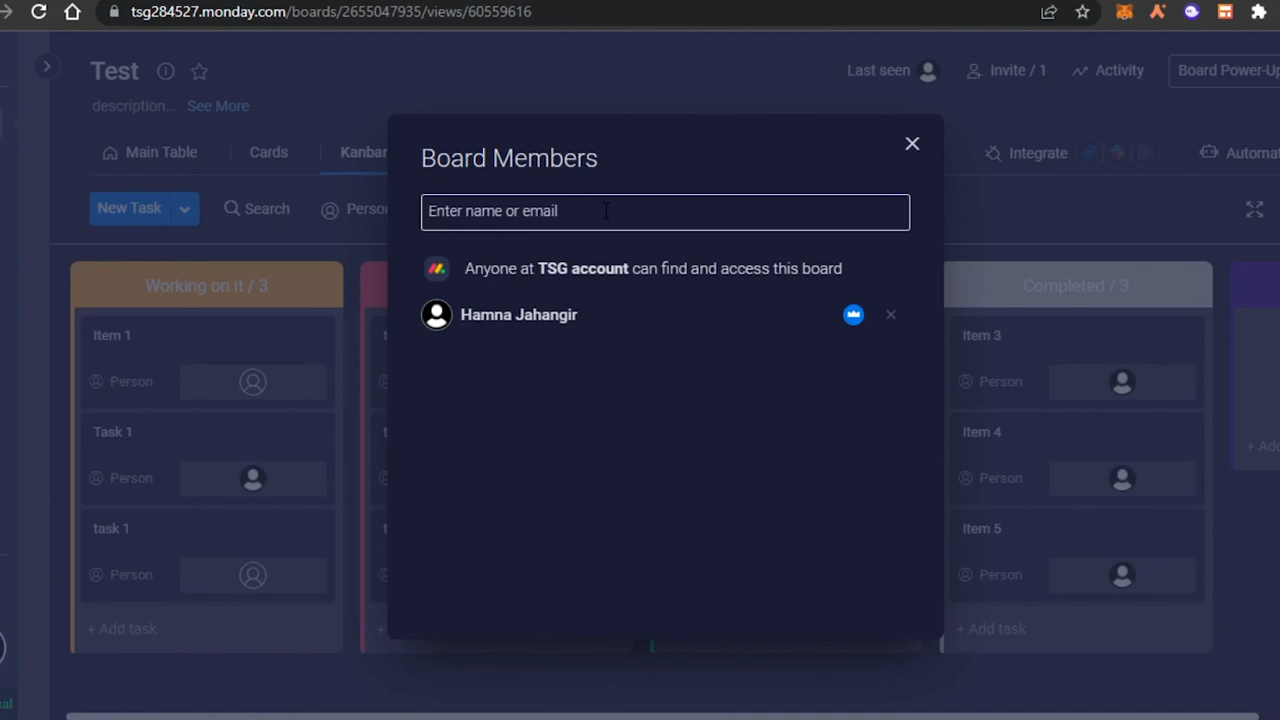 tsg284527.monday.com/boards/2655047935/views/60559616
Test
Last seen
Invite / 1
Activity
Board Power-Up
description...
See More
Main Table
Cards
Kanban
Integrate
Automa
New Task
Search
Person
Board Members
Enter name or email
Anyone at TSG account can find and access this board
Hamna Jahangir
Working on it / 3
Item 1
Person
Task 1
Person
task 1
Person
+ Add task
Completed / 3
Item 3
Person
Item 4
Person
Item 5
Person
+ Add task
+ Add